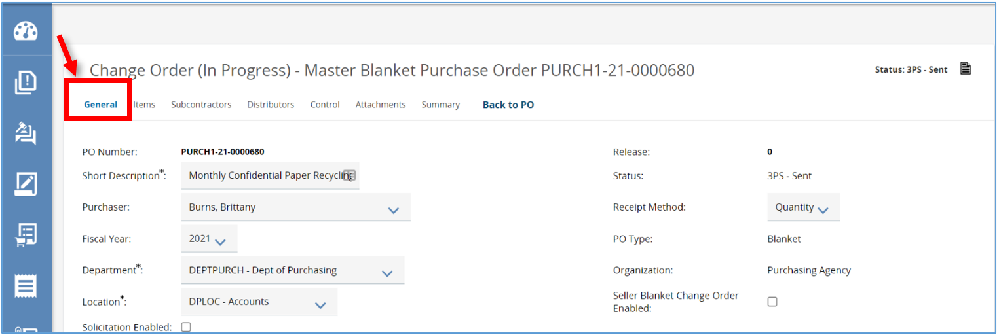 Change Order (In Progress) - Master Blanket Purchase Order PURCH1-21-0000680
Status: 3PS - Sent
General Items Subcontractors Distributors Control Attachments Summary Back to PO
PO Number: PURCH1-21-0000680 Release: 0
Short Description*: Monthly Confidential Paper Recycling Status: 3PS - Sent
Purchaser: Burns, Brittany Receipt Method: Quantity
Fiscal Year: 2021 PO Type: Blanket
Department*: DEPTPURCH - Dept of Purchasing Organization: Purchasing Agency
Location*: DPLOC - Accounts Seller Blanket Change Order
Enabled:
Solicitation Enabled: